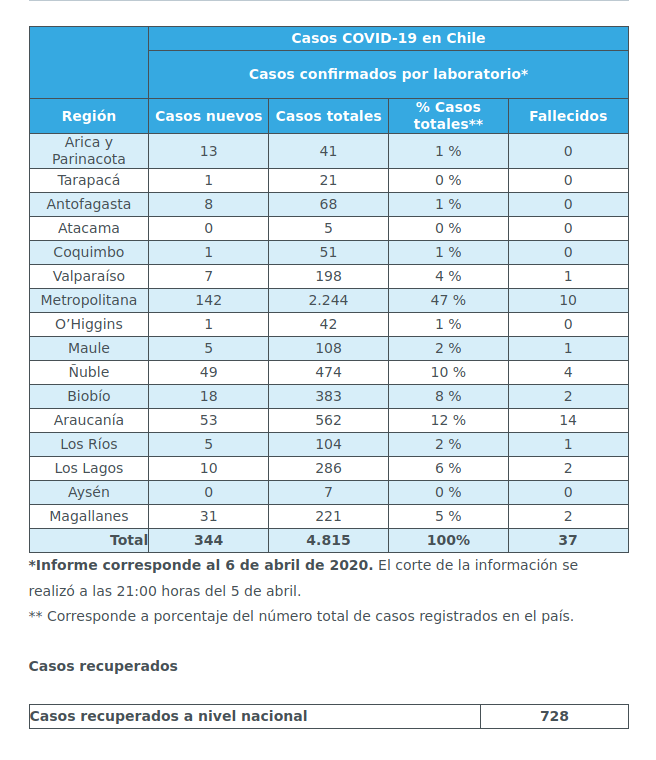 Casos COVID-19 en Chile
Casos confirmados por laboratorio*
Región Casos nuevos Casos totales % Casos totales** Fallecidos
Arica y Parinacota 13 41 1 % 0
Tarapacá 1 21 0 % 0
Antofagasta 8 68 1 % 0
Atacama 0 5 0 % 0
Coquimbo 1 51 1 % 0
Valparaíso 7 198 4 % 1
Metropolitana 142 2.244 47 % 10
O’Higgins 1 42 1 % 0
Maule 5 108 2 % 1
Ñuble 49 474 10 % 4
Biobío 18 383 8 % 2
Araucanía 53 562 12 % 14
Los Ríos 5 104 2 % 1
Los Lagos 10 286 6 % 2
Aysén 0 7 0 % 0
Magallanes 31 221 5 % 2
Total 344 4.815 100% 37
*Informe corresponde al 6 de abril de 2020. El corte de la información se
realizó a las 21:00 horas del 5 de abril.
** Corresponde a porcentaje del número total de casos registrados en el país.
Casos recuperados
Casos recuperados a nivel nacional 728